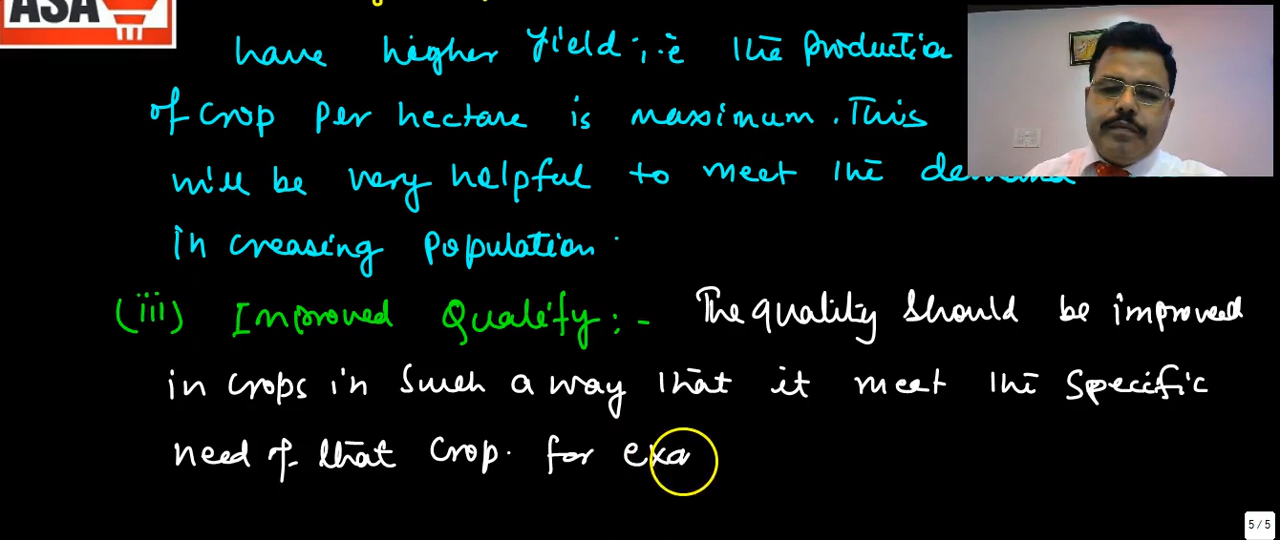 ASA
have higher yield i.e the production
of crop per hectare is maximum. This
will be very helpful to meet the demand
increasing population.
(iii) Improved Quality :- The quality should be improved
in crops in such a way that it meet the specific
need of that crop. for exa
5/5